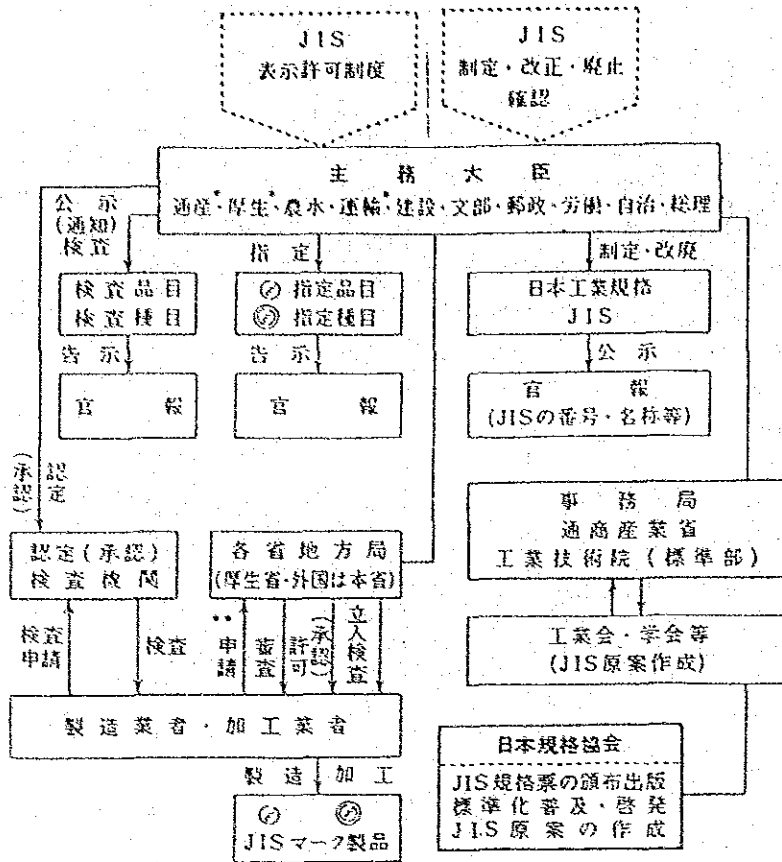 JIS
表示許可制度
JIS
制定・改正・廃止
確認
主務大臣
通産*・厚生*・農水・運輸*・建設・文部・郵政・労働・自治・総理
公示
(通知)
検査
指定
制定・改廃
検査品目
検査種目
指定品目
指定種目
日本工業規格
JIS
告示
告示
公示
官報
官報
官報
(JISの番号・名称等)
認定
(承認)
事務局
通商産業省
工業技術院(標準部)
認定(承認)
検査機関
各省地方局
(厚生省・外国は本省)
検査
申請
検査
**
申請
審査
許可
(承認)
立入検査
工業会・学会等
(JIS原案作成)
製造業者・加工業省
製造 加工
JISマーク製品
日本規格協会
JIS規格票の頒布出版
標準化普及・啓発
JIS原案の作成